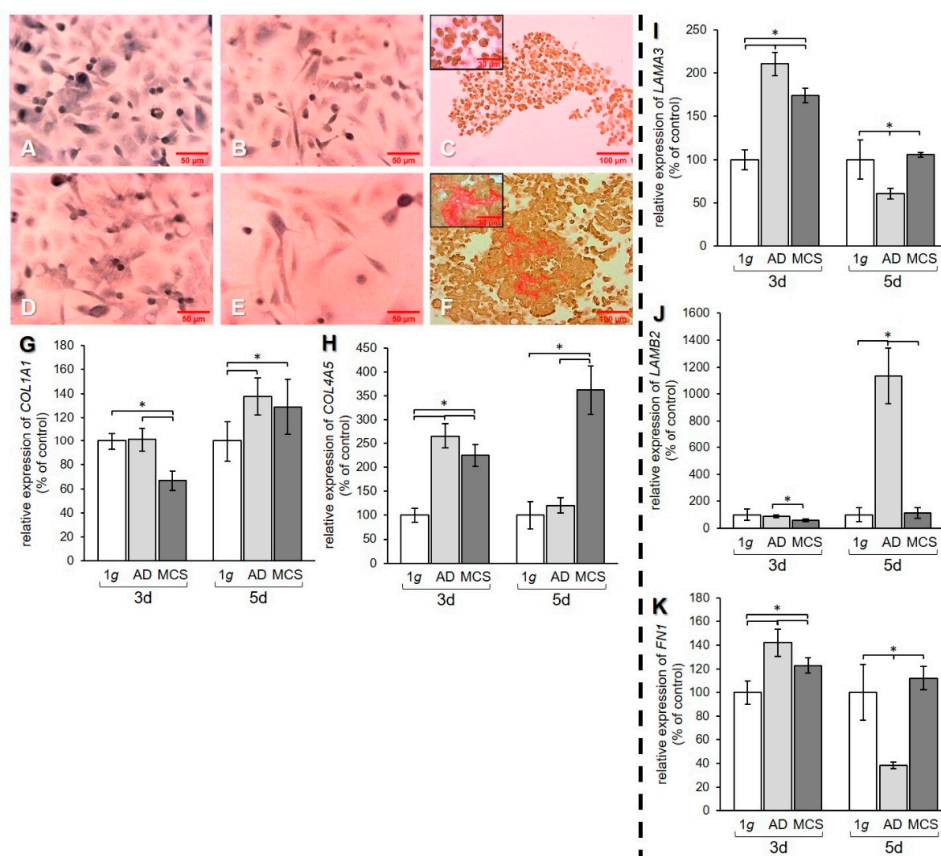 A
50 µm
B
50 µm
30 µm
C
100 µm
D
50 µm
E
50 µm
30 µm
F
100 µm
G
relative expression of COL1A1
(% of control)
180
160
140
120
100
80
60
40
20
0
*
*
1g AD MCS 1g AD MCS
3d 5d
H
relative expression of COL4A5
(% of control)
450
400
350
300
250
200
150
100
50
0
*
*
1g AD MCS 1g AD MCS
3d 5d
I
relative expression of LAMA3
(% of control)
250
200
150
100
50
0
*
*
1g AD MCS 1g AD MCS
3d 5d
J
relative expression of LAMB2
(% of control)
1600
1400
1200
1000
800
600
400
200
0
*
*
1g AD MCS 1g AD MCS
3d 5d
K
relative expression of FN1
(% of control)
180
160
140
120
100
80
60
40
20
0
*
*
1g AD MCS 1g AD MCS
3d 5d